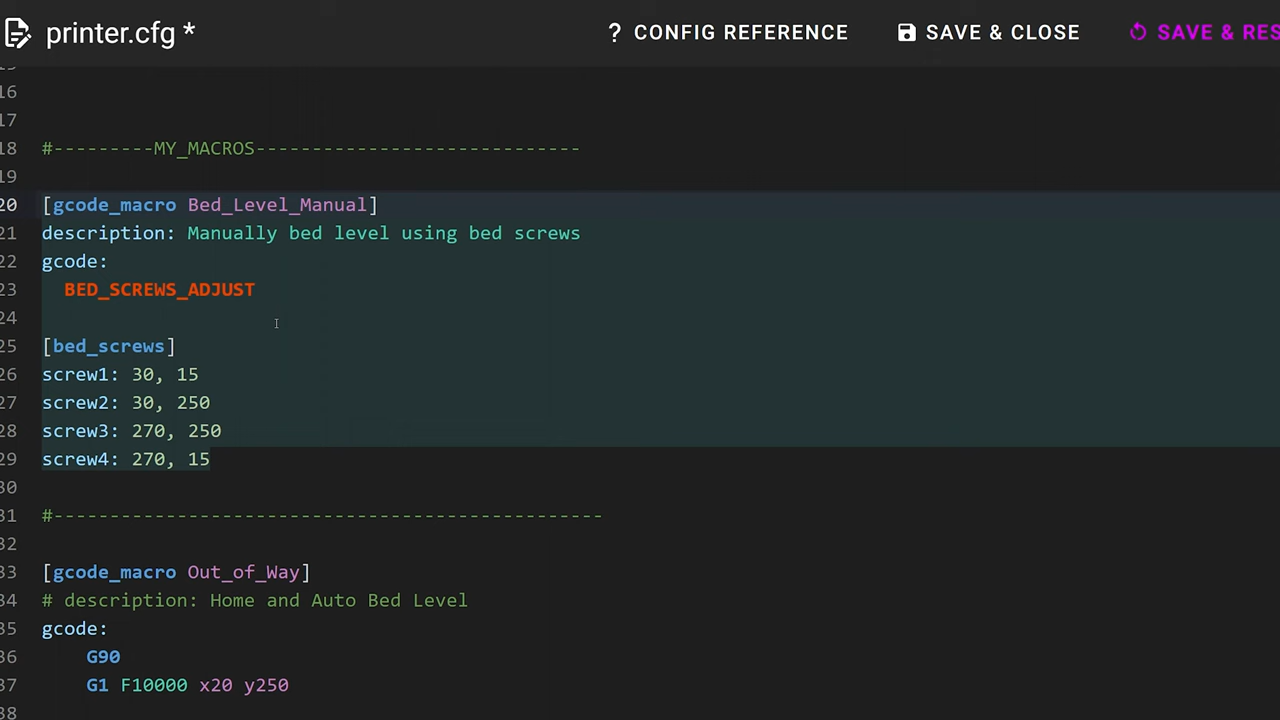 printer.cfg *
? CONFIG REFERENCE
SAVE & CLOSE
SAVE & RES
16
17
18 #---------MY_MACROS-----------------------------
19
20 [gcode_macro Bed_Level_Manual]
21 description: Manually bed level using bed screws
22 gcode:
23 BED_SCREWS_ADJUST
24
25 [bed_screws]
26 screw1: 30, 15
27 screw2: 30, 250
28 screw3: 270, 250
29 screw4: 270, 15
30
31 #-------------------------------------------------
32
33 [gcode_macro Out_of_Way]
34 # description: Home and Auto Bed Level
35 gcode:
36 G90
37 G1 F10000 x20 y250
38